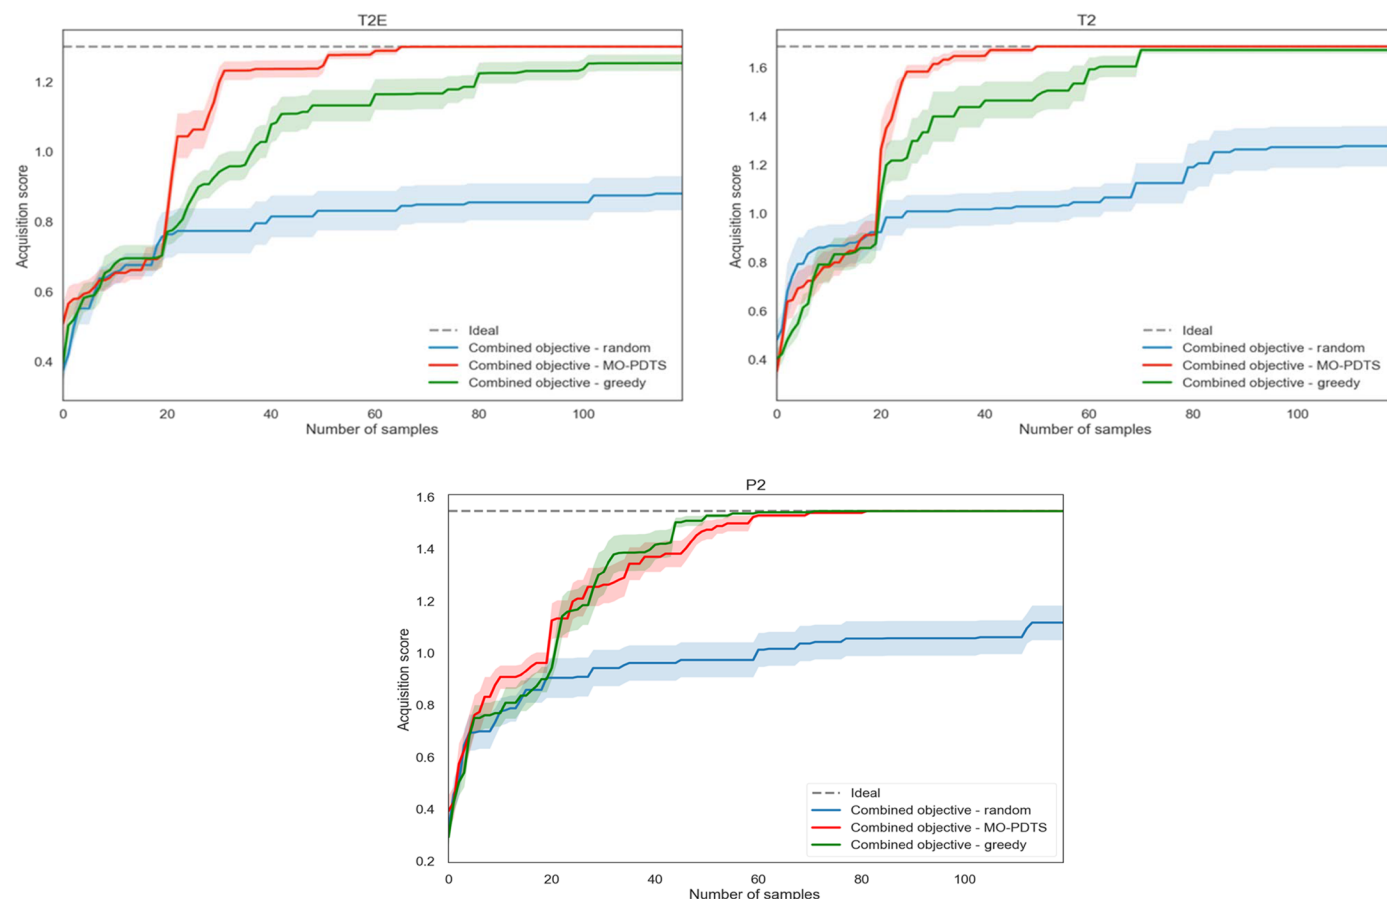 T2E
1.2
1.0
0.8
0.6
0.4
Acquisition score
Ideal
Combined objective - random
Combined objective - MO-PDTS
Combined objective - greedy
0 20 40 60 80 100
Number of samples
T2
1.6
1.4
1.2
1.0
0.8
0.6
0.4
Acquisition score
Ideal
Combined objective - random
Combined objective - MO-PDTS
Combined objective - greedy
0 20 40 60 80 100
Number of samples
P2
1.6
1.4
1.2
1.0
0.8
0.6
0.4
0.2
Acquisition score
Ideal
Combined objective - random
Combined objective - MO-PDTS
Combined objective - greedy
0 20 40 60 80 100
Number of samples